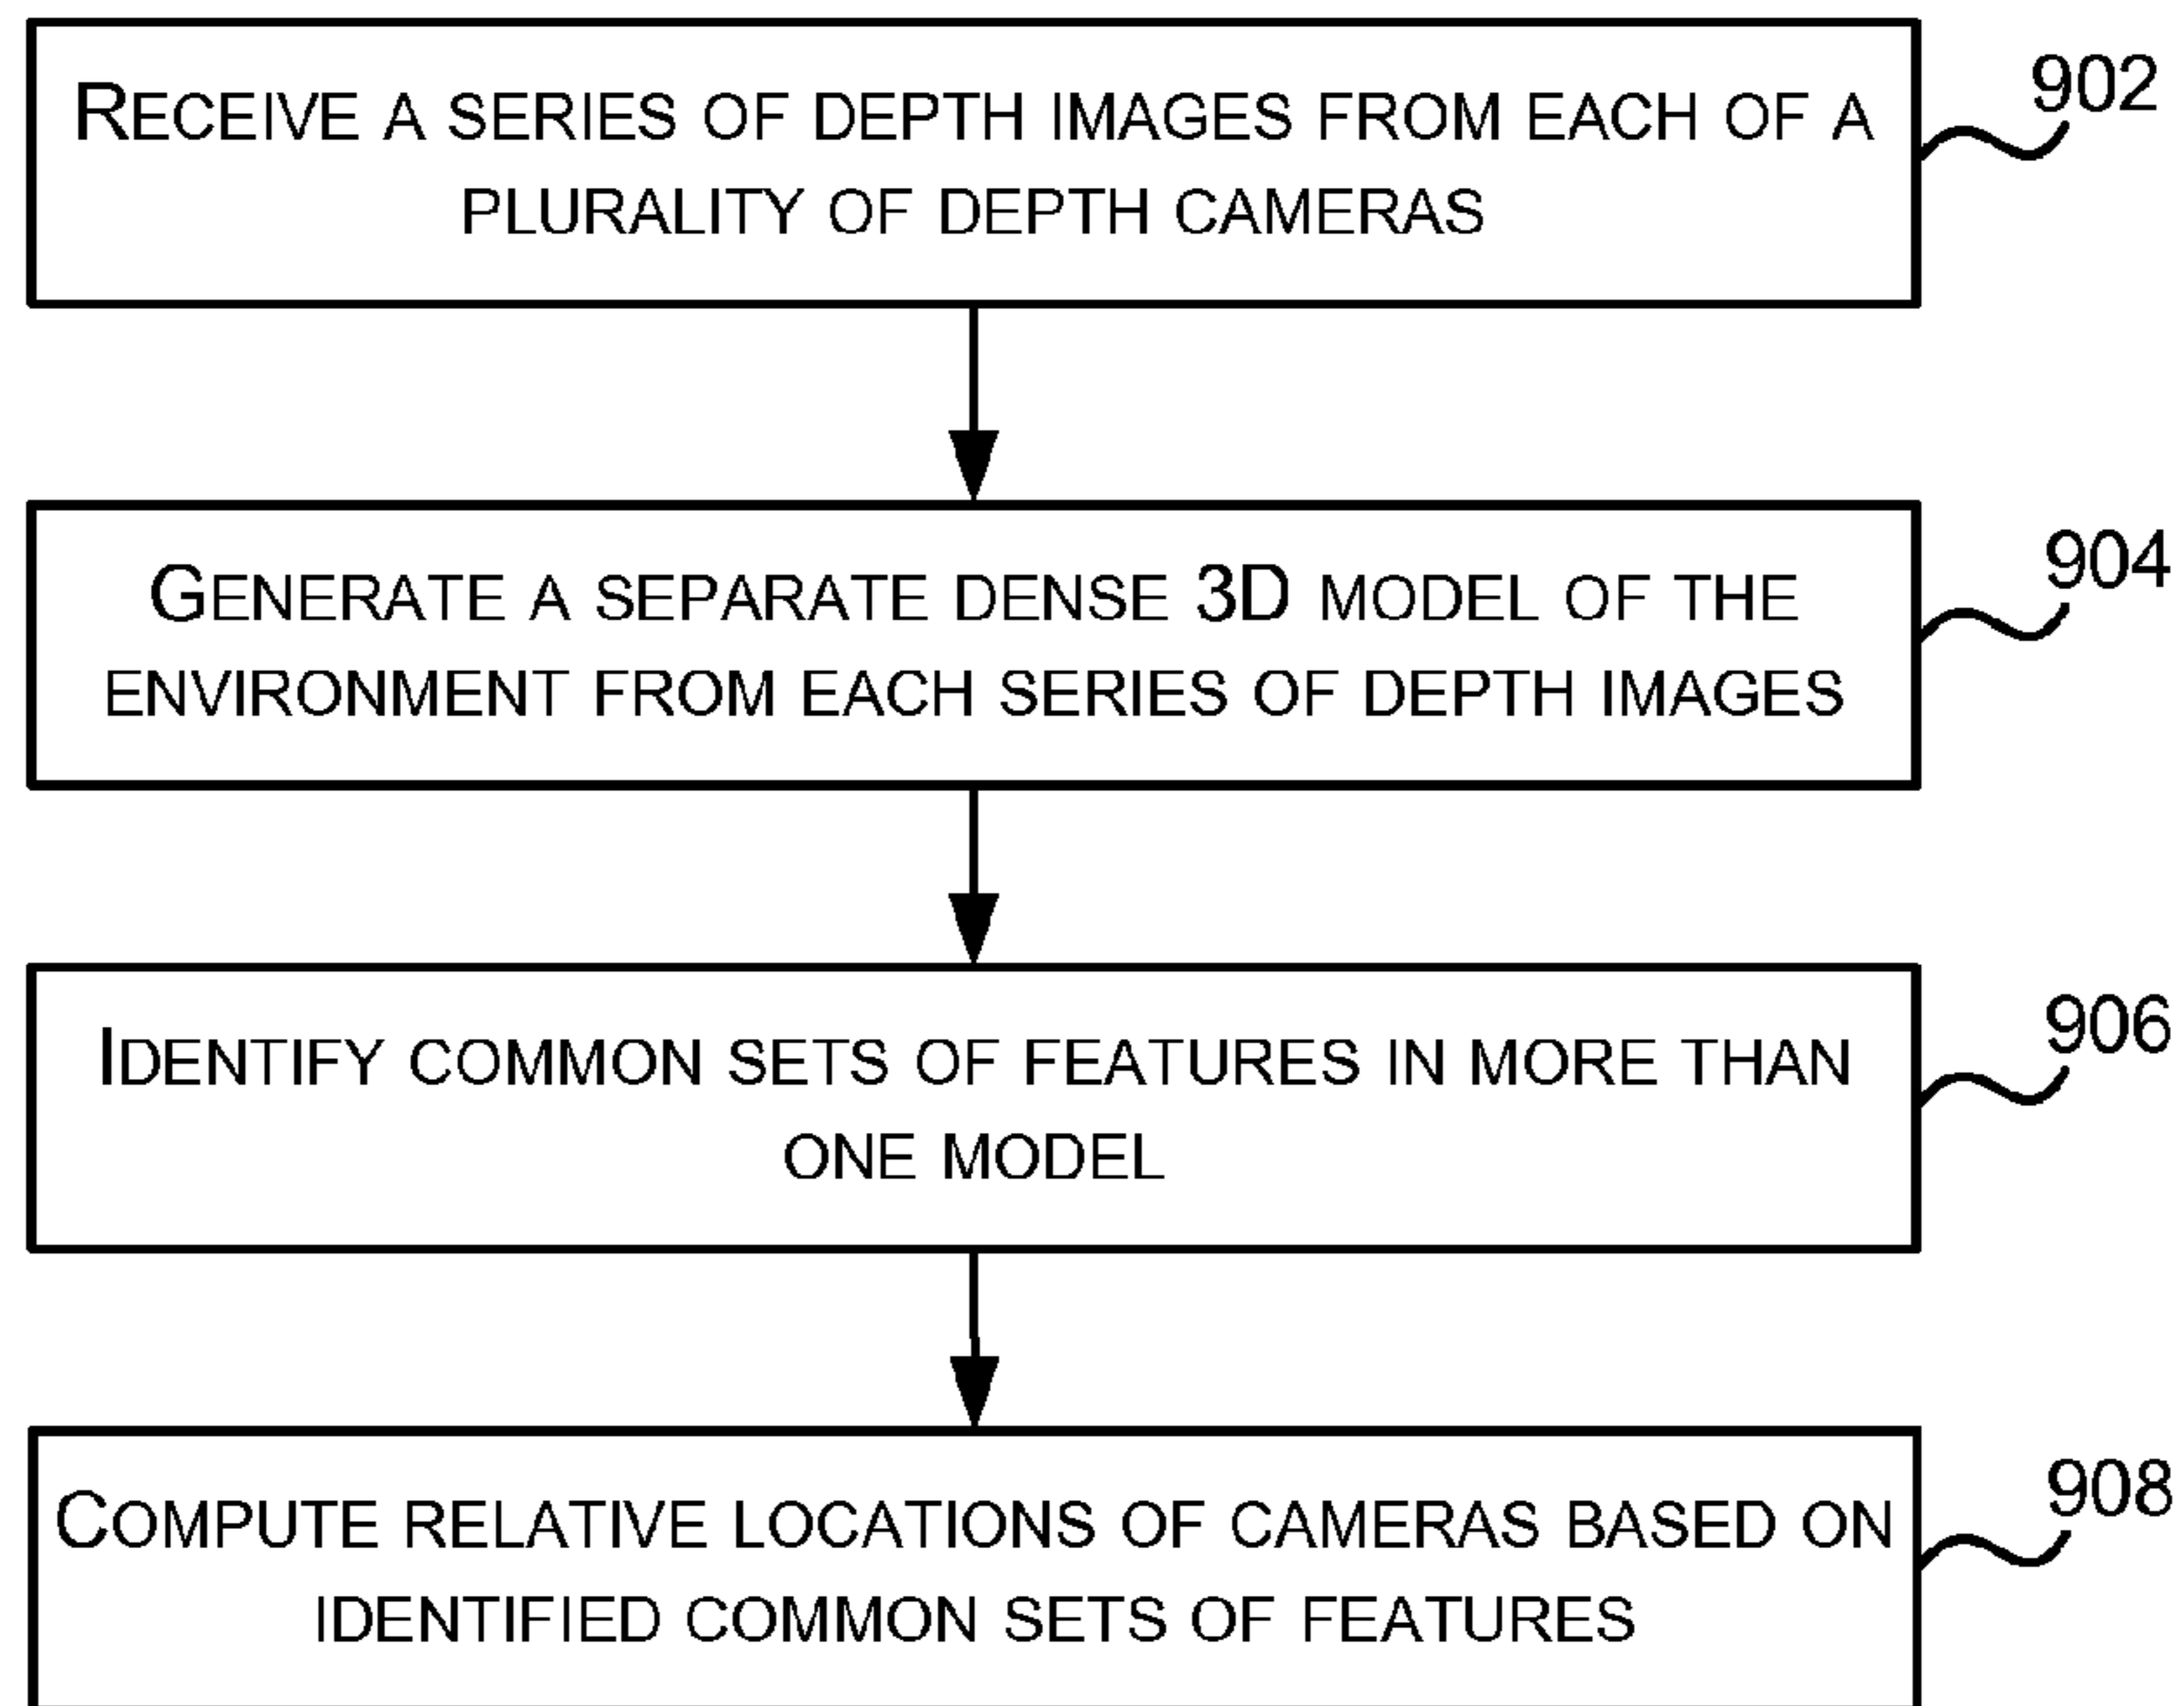 RECEIVE A SERIES OF DEPTH IMAGES FROM EACH OF A
PLURALITY OF DEPTH CAMERAS
902
GENERATE A SEPARATE DENSE 3D MODEL OF THE
ENVIRONMENT FROM EACH SERIES OF DEPTH IMAGES
904
IDENTIFY COMMON SETS OF FEATURES IN MORE THAN
ONE MODEL
906
COMPUTE RELATIVE LOCATIONS OF CAMERAS BASED ON
IDENTIFIED COMMON SETS OF FEATURES
908